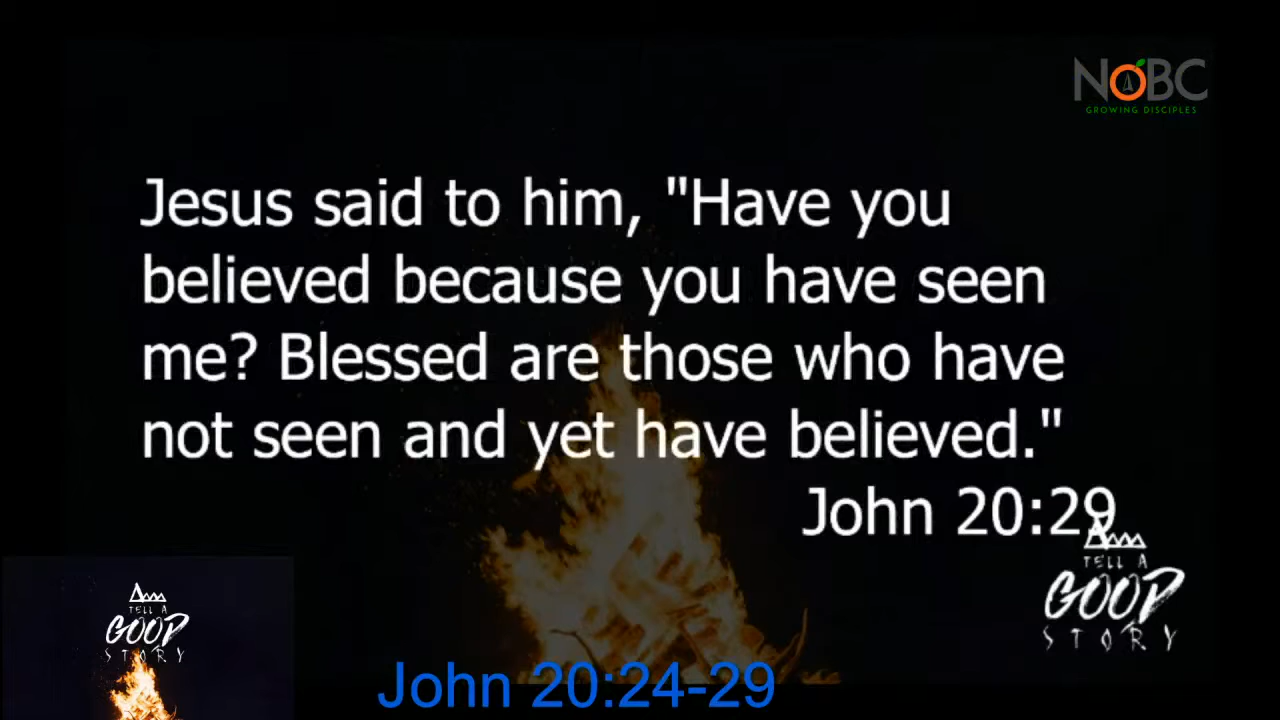 NOBC
GROWING DISCIPLES
Jesus said to him, "Have you
believed because you have seen
me? Blessed are those who have
not seen and yet have believed."
John 20:29
TELL A
GOOD
STORY
TELL A
GOOD
STORY
John 20:24-29